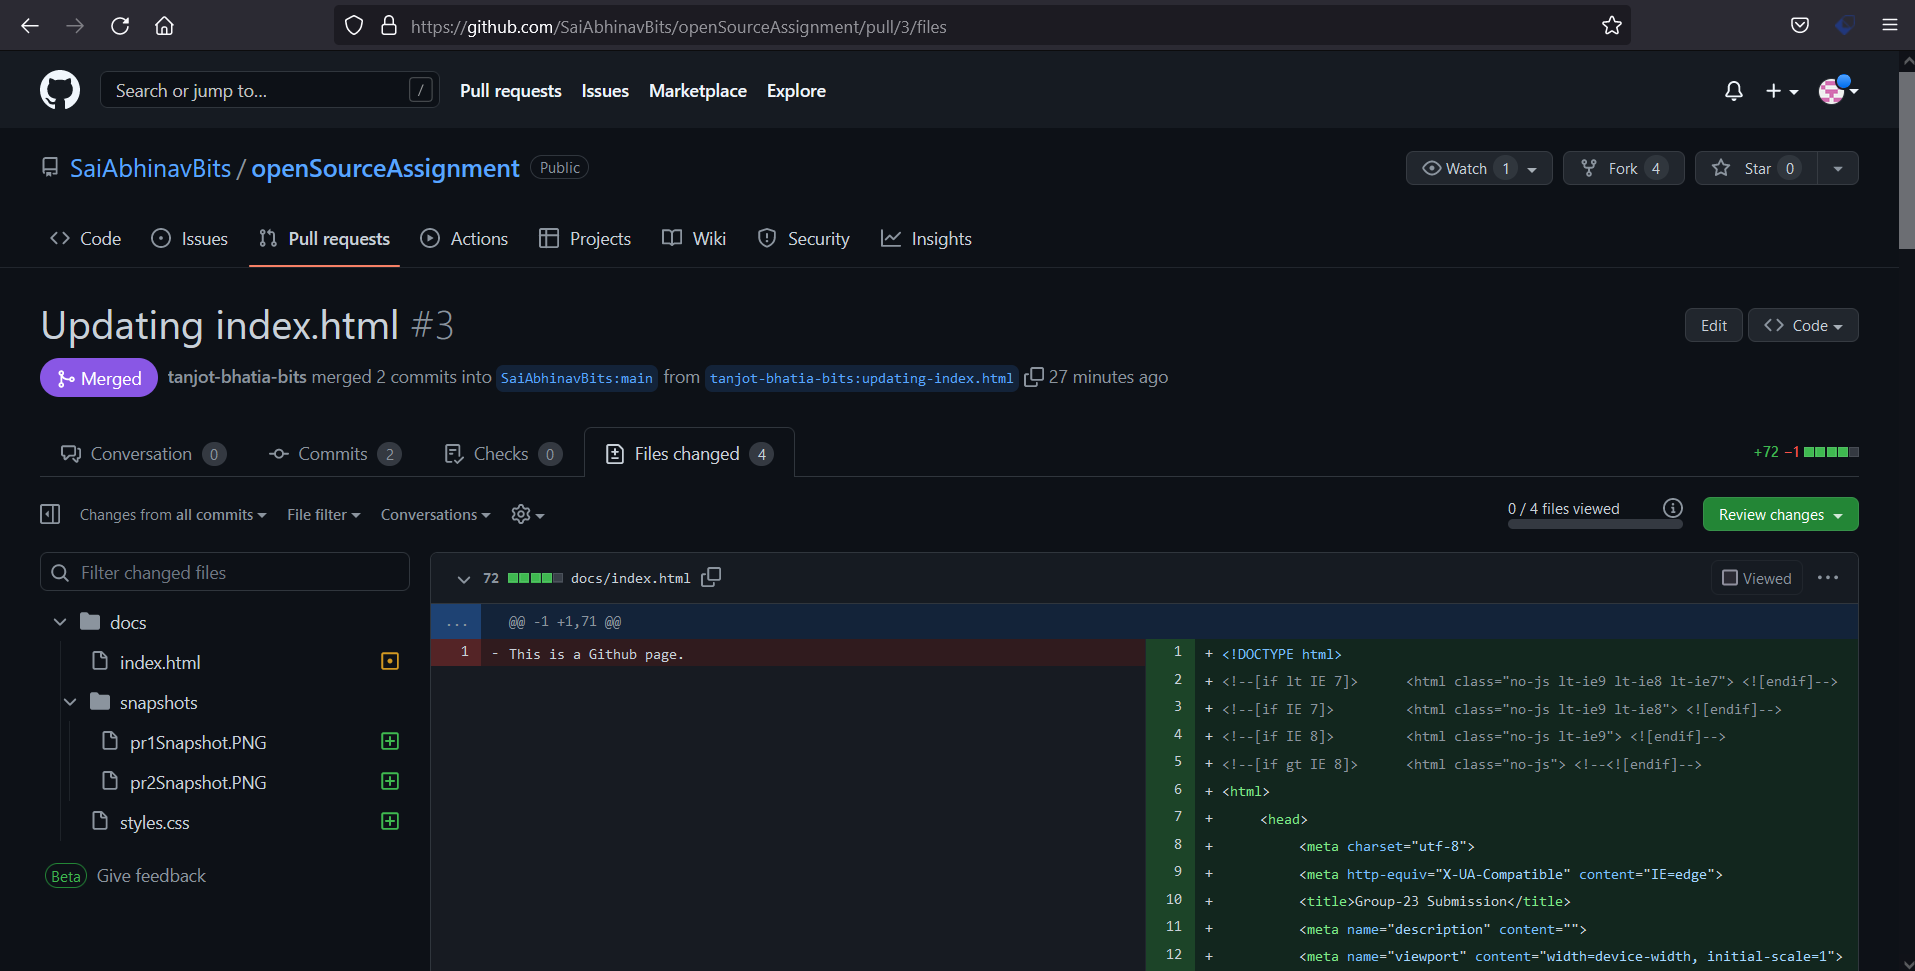 https://github.com/SaiAbhinavBits/openSourceAssignment/pull/3/files
Search or jump to... / Pull requests Issues Marketplace Explore
SaiAbhinavBits / openSourceAssignment Public Watch 1 Fork 4 Star 0
Code Issues Pull requests Actions Projects Wiki Security Insights
Updating index.html #3 Edit Code
Merged tanjot-bhatia-bits merged 2 commits into SaiAbhinavBits:main from tanjot-bhatia-bits:updating-index.html 27 minutes ago
Conversation 0 Commits 2 Checks 0 Files changed 4 +72 −1
Changes from all commits File filter Conversations 0 / 4 files viewed Review changes
Filter changed files
docs
index.html
snapshots
pr1Snapshot.PNG
pr2Snapshot.PNG
styles.css
Beta Give feedback
72 docs/index.html Viewed ...
... @@ -1 +1,71 @@
1 - This is a Github page.
1 + <!DOCTYPE html>
2 + <!--[if lt IE 7]>      <html class="no-js lt-ie9 lt-ie8 lt-ie7"> <![endif]-->
3 + <!--[if IE 7]>         <html class="no-js lt-ie9 lt-ie8"> <![endif]-->
4 + <!--[if IE 8]>         <html class="no-js lt-ie9"> <![endif]-->
5 + <!--[if gt IE 8]>      <html class="no-js"> <!--<![endif]-->
6 + <html>
7 +     <head>
8 +         <meta charset="utf-8">
9 +         <meta http-equiv="X-UA-Compatible" content="IE=edge">
10 +         <title>Group-23 Submission</title>
11 +         <meta name="description" content="">
12 +         <meta name="viewport" content="width=device-width, initial-scale=1">